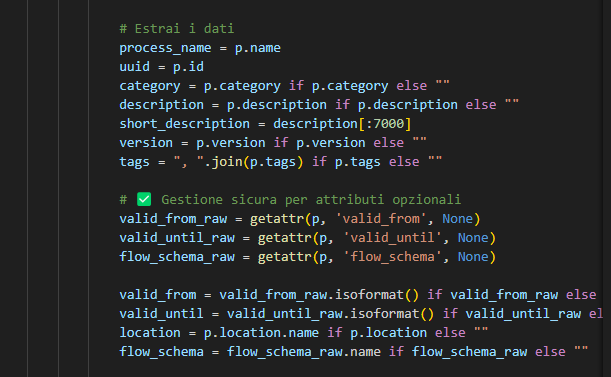 # Estrai i dati
process_name = p.name
uuid = p.id
category = p.category if p.category else ""
description = p.description if p.description else ""
short_description = description[:7000]
version = p.version if p.version else ""
tags = ", ".join(p.tags) if p.tags else ""
# ✅ Gestione sicura per attributi opzionali
valid_from_raw = getattr(p, 'valid_from', None)
valid_until_raw = getattr(p, 'valid_until', None)
flow_schema_raw = getattr(p, 'flow_schema', None)
valid_from = valid_from_raw.isoformat() if valid_from_raw else
valid_until = valid_until_raw.isoformat() if valid_until_raw el
location = p.location.name if p.location else ""
flow_schema = flow_schema_raw.name if flow_schema_raw else ""